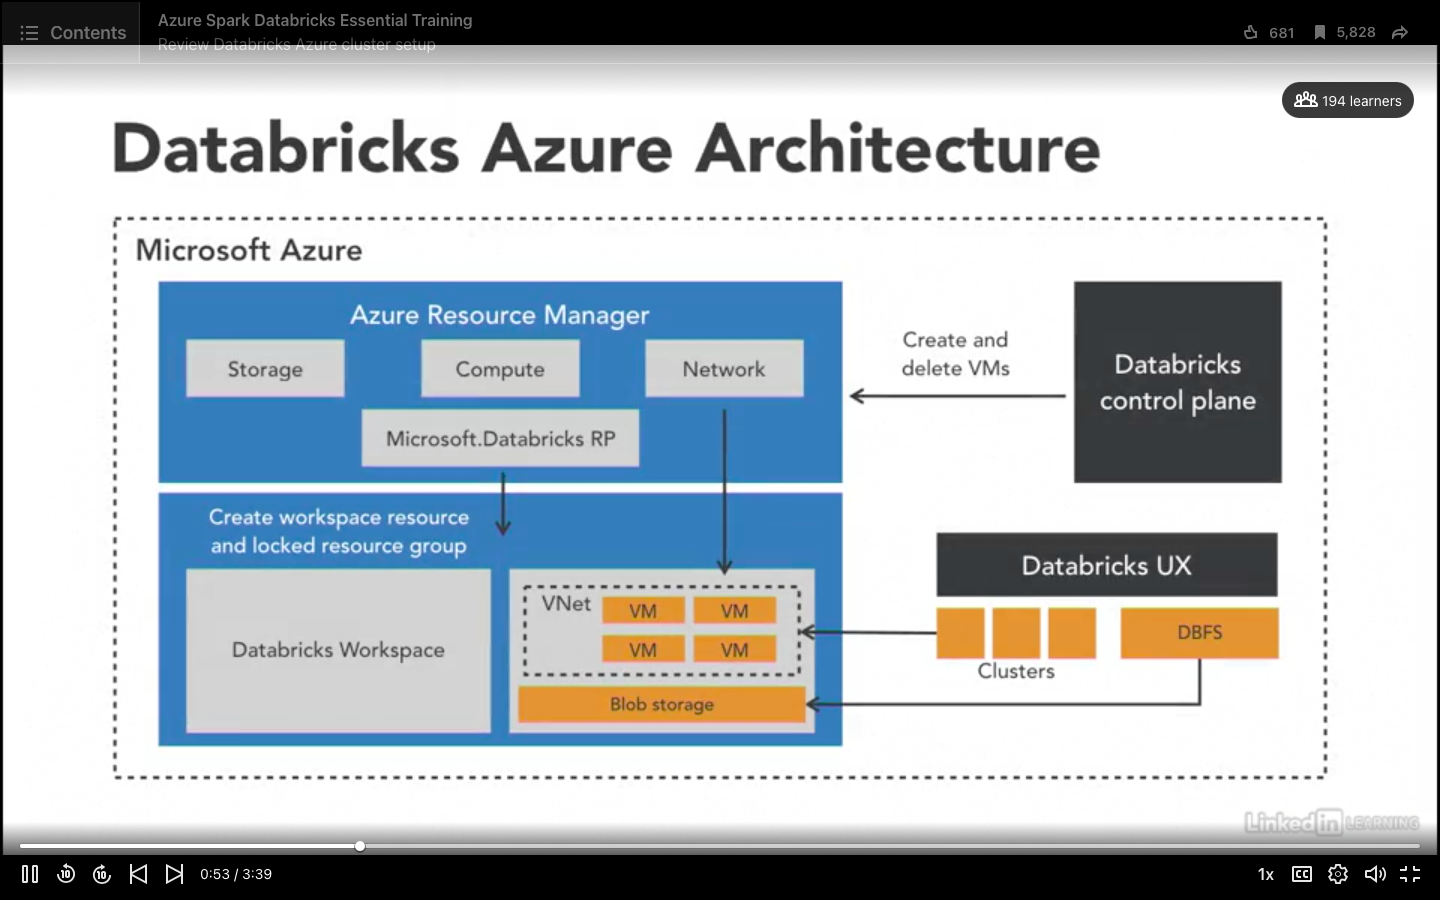 Contents
Azure Spark Databricks Essential Training
Review Databricks Azure cluster setup
681
5,828
194 learners
Databricks Azure Architecture
Microsoft Azure
Azure Resource Manager
Storage
Compute
Network
Microsoft.Databricks RP
Create and
delete VMs
Databricks
control plane
Create workspace resource
and locked resource group
Databricks Workspace
VNet
VM
VM
VM
VM
Blob storage
Databricks UX
Clusters
DBFS
LinkedIn LEARNING
10
10
0:53 / 3:39
1x
CC